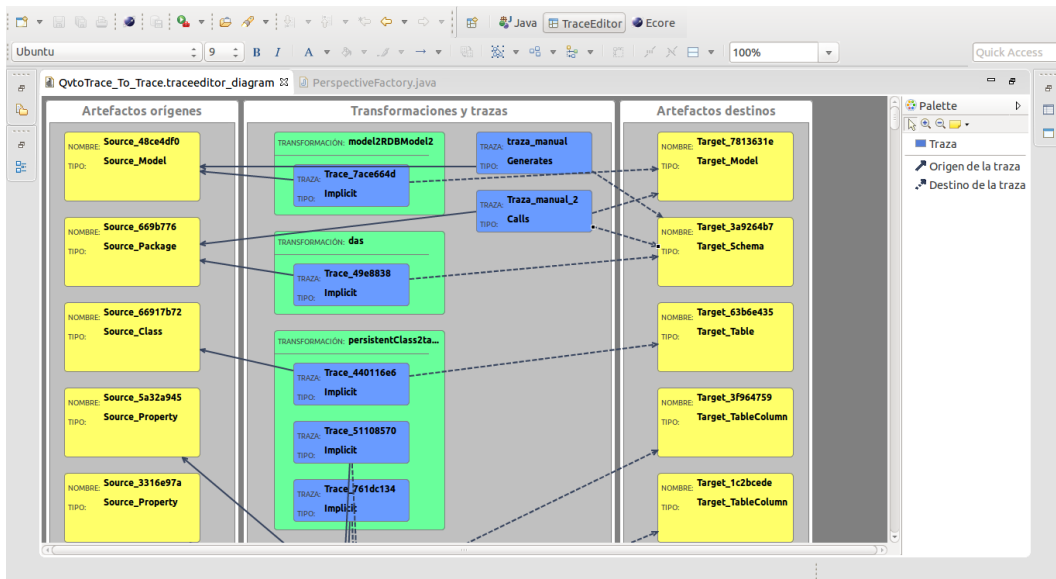 Java
TraceEditor
Ecore
Ubuntu
9
B I A
100%
Quick Access
QvtoTrace_To_Trace.traceeditor_diagram
PerspectiveFactory.java
Artefactos orígenes
Transformaciones y trazas
Artefactos destinos
NOMBRE: Source_48ce4df0
TIPO: Source_Model
NOMBRE: Source_669b776
TIPO: Source_Package
NOMBRE: Source_66917b72
TIPO: Source_Class
NOMBRE: Source_5a32a945
TIPO: Source_Property
NOMBRE: Source_3316e97a
TIPO: Source_Property
TRANSFORMACIÓN: model2RDBModel2
TRAZA: Trace_7ace664d
TIPO: Implicit
TRANSFORMACIÓN: das
TRAZA: Trace_49e8838
TIPO: Implicit
TRANSFORMACIÓN: persistentClass2ta...
TRAZA: Trace_440116e6
TIPO: Implicit
TRAZA: Trace_51108570
TIPO: Implicit
TRAZA: Trace_761dc134
TIPO: Implicit
TRAZA: traza_manual
TIPO: Generates
TRAZA: Traza_manual_2
TIPO: Calls
NOMBRE: Target_7813631e
TIPO: Target_Model
NOMBRE: Target_3a9264b7
TIPO: Target_Schema
NOMBRE: Target_63b6e435
TIPO: Target_Table
NOMBRE: Target_3f964759
TIPO: Target_TableColumn
NOMBRE: Target_1c2bcede
TIPO: Target_TableColumn
Palette
Traza
Origen de la traza
Destino de la traza